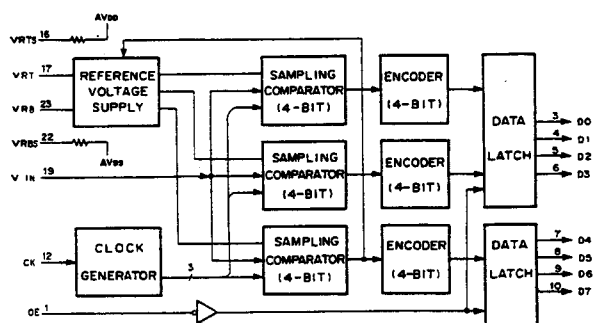 AVDD
VRTS 16
VRT 17
VRB 23
VRBS 22
AVSS
V IN 19
REFERENCE
VOLTAGE
SUPPLY
SAMPLING
COMPARATOR
(4-BIT)
ENCODER
(4-BIT)
SAMPLING
COMPARATOR
(4-BIT)
ENCODER
(4-BIT)
DATA
LATCH
3 D0
4 D1
5 D2
6 D3
CK 12
CLOCK
GENERATOR
3
SAMPLING
COMPARATOR
(4-BIT)
ENCODER
(4-BIT)
DATA
LATCH
7 D4
8 D5
9 D6
10 D7
OE 1